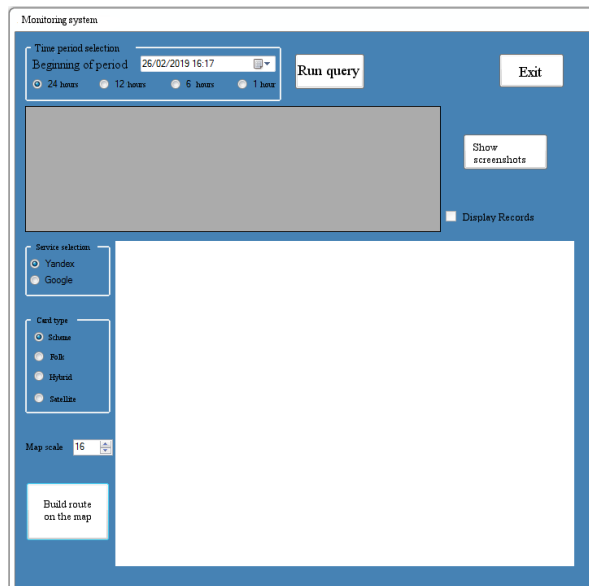 Monitoring system
Time period selection
Beginning of period 26/02/2019 16:17
24 hours 12 hours 6 hours 1 hour
Run query
Exit
Show
screenshots
Display Records
Service selection
Yandex
Google
Card type
Scheme
Folk
Hybrid
Satellite
Map scale 16
Build route
on the map